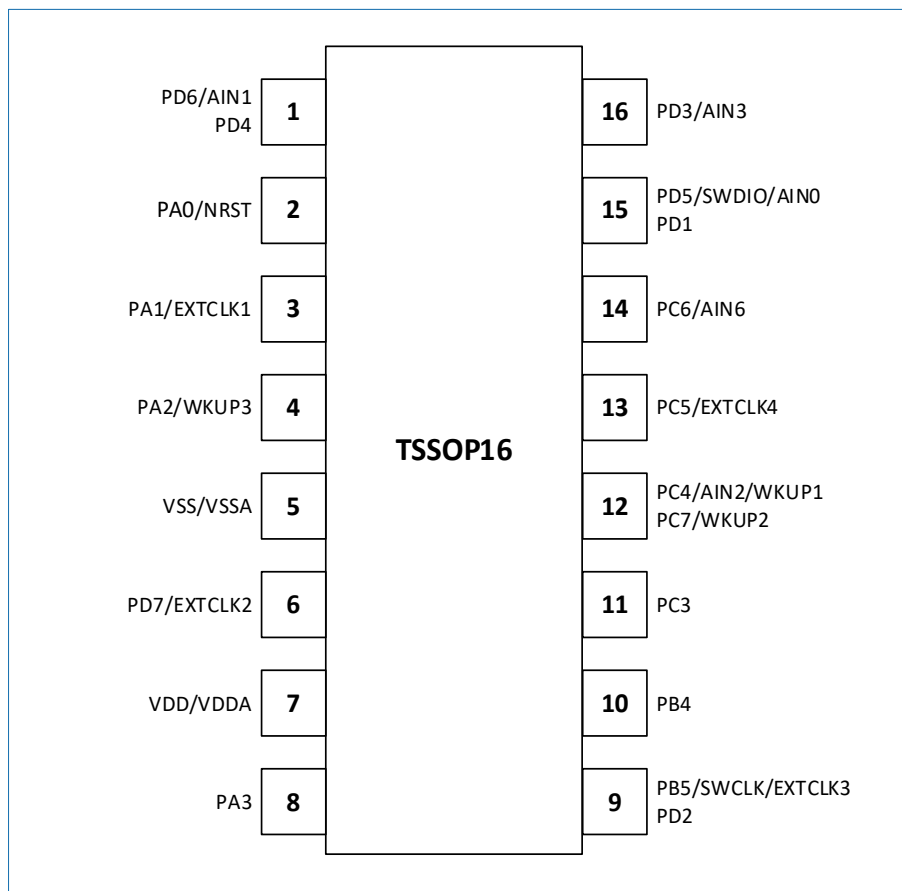 PD6/AIN1
PD4
1
16
PD3/AIN3
PA0/NRST
2
15
PD5/SWDIO/AIN0
PD1
PA1/EXTCLK1
3
14
PC6/AIN6
PA2/WKUP3
4
13
PC5/EXTCLK4
TSSOP16
VSS/VSSA
5
12
PC4/AIN2/WKUP1
PC7/WKUP2
PD7/EXTCLK2
6
11
PC3
VDD/VDDA
7
10
PB4
PA3
8
9
PB5/SWCLK/EXTCLK3
PD2